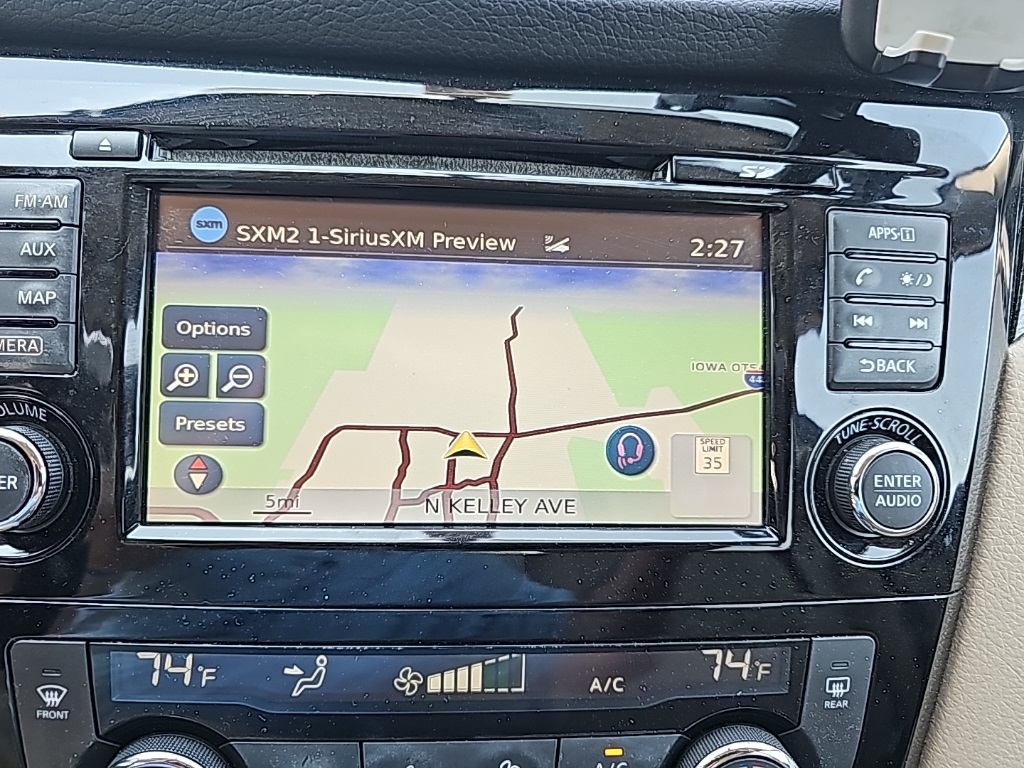 FM·AM
AUX
MAP
MERA
OLUME
ER
sxm
SXM2 1-SiriusXM Preview
2:27
Options
Presets
5mi
N KELLEY AVE
IOWA OTS
44
SPEED
LIMIT
35
APPS·i
BACK
TUNE·SCROLL
ENTER
AUDIO
74°F
A/C
74°F
FRONT
REAR
A/C